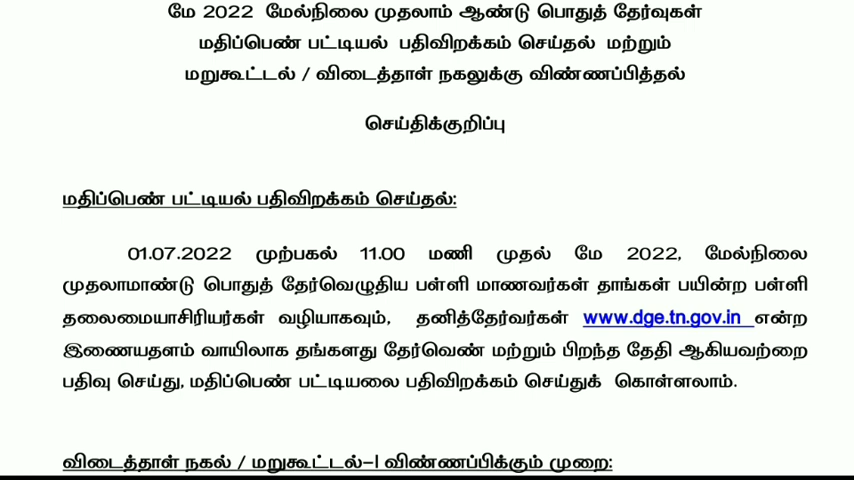 மே 2022 மேல்நிலை முதலாம் ஆண்டு பொதுத் தேர்வுகள்
மதிப்பெண் பட்டியல் பதிவிறக்கம் செய்தல் மற்றும்
மறுகூட்டல் / விடைத்தாள் நகலுக்கு விண்ணப்பித்தல்
செய்திக்குறிப்பு
மதிப்பெண் பட்டியல் பதிவிறக்கம் செய்தல்:
01.07.2022 முற்பகல் 11.00 மணி முதல் மே 2022, மேல்நிலை
முதலாமாண்டு பொதுத் தேர்வெழுதிய பள்ளி மாணவர்கள் தாங்கள் பயின்ற பள்ளி
தலைமையாசிரியர்கள் வழியாகவும், தனித்தேர்வர்கள் www.dge.tn.gov.in என்ற
இணையதளம் வாயிலாக தங்களது தேர்வெண் மற்றும் பிறந்த தேதி ஆகியவற்றை
பதிவு செய்து, மதிப்பெண் பட்டியலை பதிவிறக்கம் செய்துக் கொள்ளலாம்.
விடைத்தாள் நகல் / மறுகூட்டல்–I விண்ணப்பிக்கும் முறை: